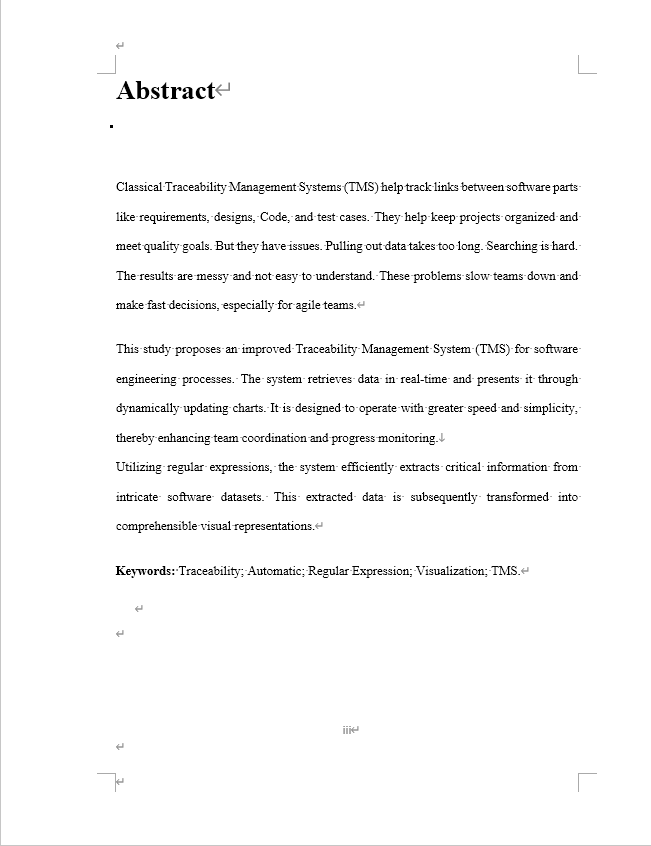 Abstract
Classical Traceability Management Systems (TMS) help track links between software parts
like requirements, designs, Code, and test cases. They help keep projects organized and
meet quality goals. But they have issues. Pulling out data takes too long. Searching is hard.
The results are messy and not easy to understand. These problems slow teams down and
make fast decisions, especially for agile teams.
This study proposes an improved Traceability Management System (TMS) for software
engineering processes. The system retrieves data in real-time and presents it through
dynamically updating charts. It is designed to operate with greater speed and simplicity,
thereby enhancing team coordination and progress monitoring.
Utilizing regular expressions, the system efficiently extracts critical information from
intricate software datasets. This extracted data is subsequently transformed into
comprehensible visual representations.
Keywords: Traceability; Automatic; Regular Expression; Visualization; TMS.
iii